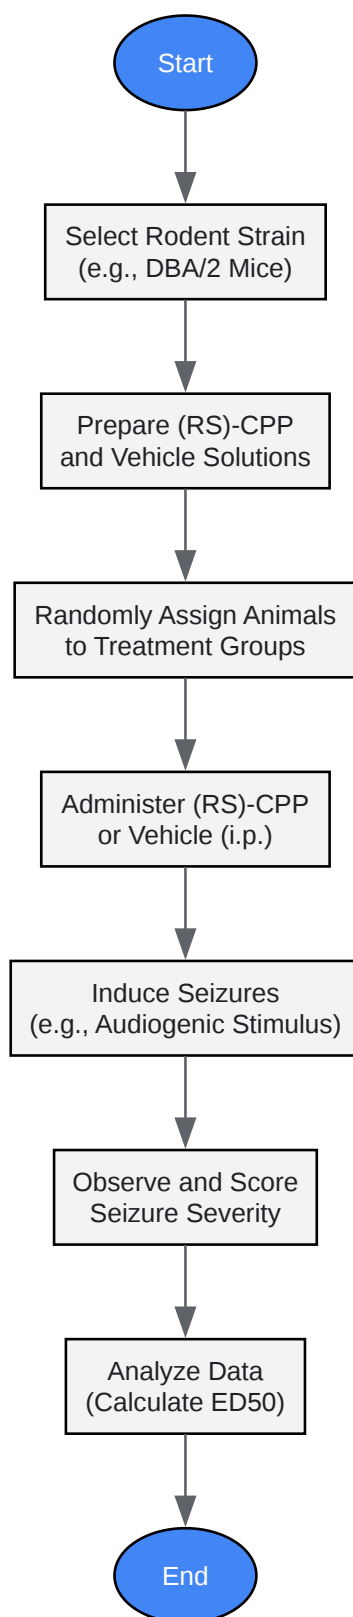 Start
Select Rodent Strain
(e.g., DBA/2 Mice)
Prepare (RS)-CPP
and Vehicle Solutions
Randomly Assign Animals
to Treatment Groups
Administer (RS)-CPP
or Vehicle (i.p.)
Induce Seizures
(e.g., Audiogenic Stimulus)
Observe and Score
Seizure Severity
Analyze Data
(Calculate ED50)
End